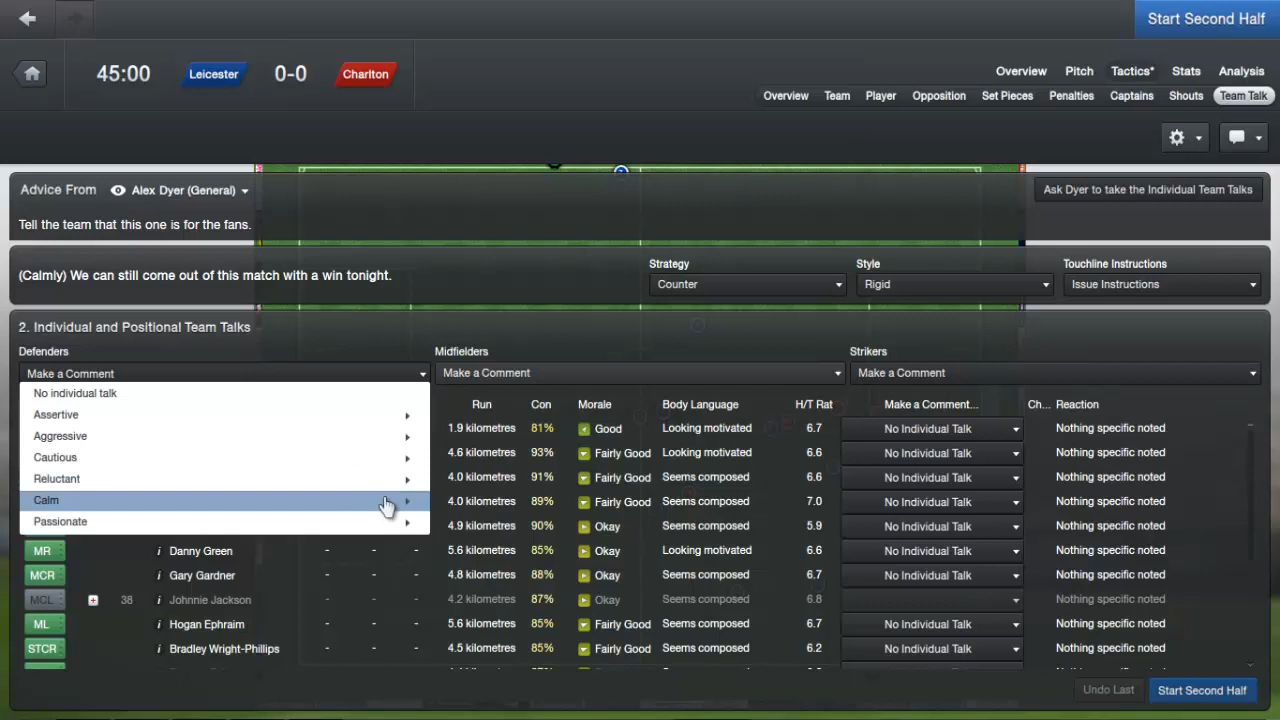 Start Second Half
45:00 Leicester 0-0 Charlton
Overview Pitch Tactics* Stats Analysis
Overview Team Player Opposition Set Pieces Penalties Captains Shouts Team Talk
Advice From Alex Dyer (General)
Ask Dyer to take the Individual Team Talks
Tell the team that this one is for the fans.
(Calmly) We can still come out of this match with a win tonight.
Strategy Style Touchline Instructions
Counter Rigid Issue Instructions
2. Individual and Positional Team Talks
Defenders Midfielders Strikers
Make a Comment Make a Comment Make a Comment
No individual talk
Assertive
Aggressive
Cautious
Reluctant
Calm
Passionate
Run Con Morale Body Language H/T Rat Make a Comment... Ch... Reaction
1.9 kilometres 81% Good Looking motivated 6.7 No Individual Talk Nothing specific noted
4.6 kilometres 93% Fairly Good Looking motivated 6.6 No Individual Talk Nothing specific noted
4.0 kilometres 91% Fairly Good Seems composed 6.6 No Individual Talk Nothing specific noted
4.0 kilometres 89% Fairly Good Seems composed 7.0 No Individual Talk Nothing specific noted
4.9 kilometres 90% Okay Seems composed 5.9 No Individual Talk Nothing specific noted
MR i Danny Green - - - 5.6 kilometres 85% Okay Looking motivated 6.6 No Individual Talk Nothing specific noted
MCR i Gary Gardner - - - 4.8 kilometres 88% Okay Seems composed 6.7 No Individual Talk Nothing specific noted
MCL 38 i Johnnie Jackson - - - 4.2 kilometres 87% Okay Seems composed 6.8 Nothing specific noted
ML i Hogan Ephraim - - - 5.6 kilometres 85% Fairly Good Seems composed 6.7 No Individual Talk Nothing specific noted
STCR i Bradley Wright-Phillips - - - 4.5 kilometres 85% Fairly Good Seems composed 6.2 No Individual Talk Nothing specific noted
Undo Last Start Second Half